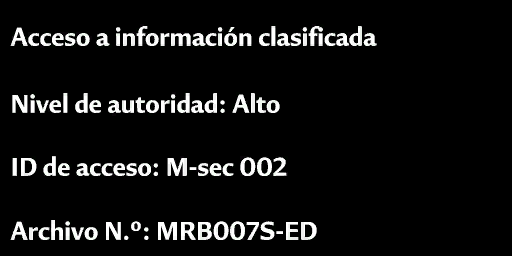 Acceso a información clasificada
Nivel de autoridad: Alto
ID de acceso: M-sec 002
Archivo N.º: MRB007S-ED